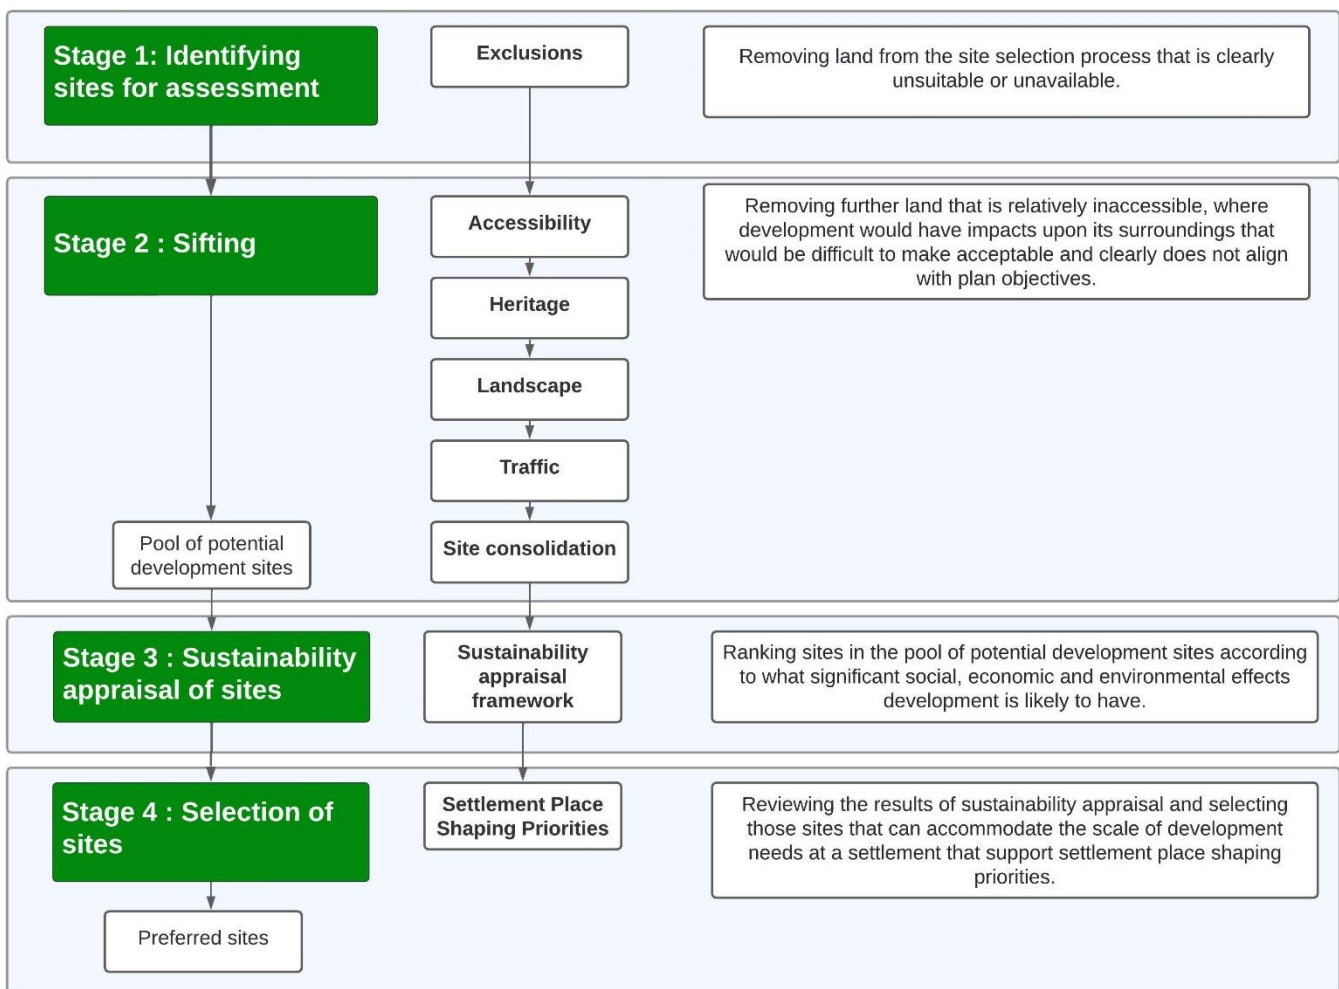 Stage 1: Identifying
sites for assessment
Exclusions
Removing land from the site selection process that is clearly
unsuitable or unavailable.
Stage 2 : Sifting
Accessibility
Removing further land that is relatively inaccessible, where
development would have impacts upon its surroundings that
would be difficult to make acceptable and clearly does not align
with plan objectives.
Heritage
Landscape
Traffic
Pool of potential
development sites
Site consolidation
Stage 3 : Sustainability
appraisal of sites
Sustainability
appraisal
framework
Ranking sites in the pool of potential development sites according
to what significant social, economic and environmental effects
development is likely to have.
Stage 4 : Selection of
sites
Settlement Place
Shaping Priorities
Reviewing the results of sustainability appraisal and selecting
those sites that can accommodate the scale of development
needs at a settlement that support settlement place shaping
priorities.
Preferred sites